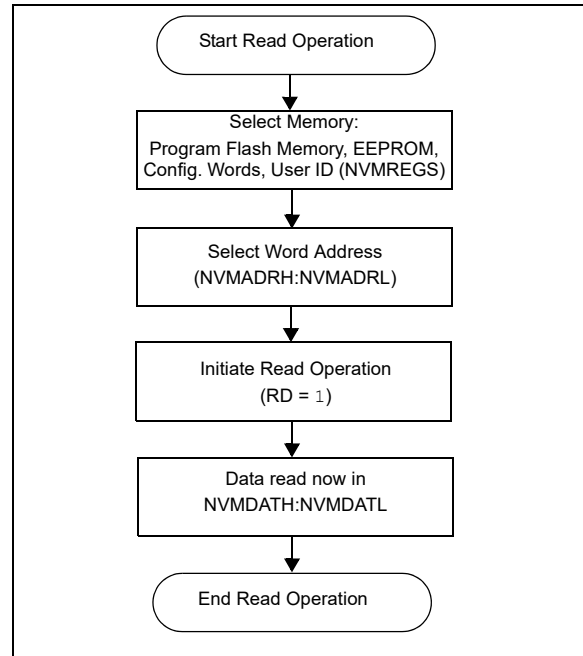 Start Read Operation
Select Memory:
Program Flash Memory, EEPROM,
Config. Words, User ID (NVMREGS)
Select Word Address
(NVMADRH:NVMADRL)
Initiate Read Operation
(RD = 1)
Data read now in
NVMDATH:NVMDATL
End Read Operation